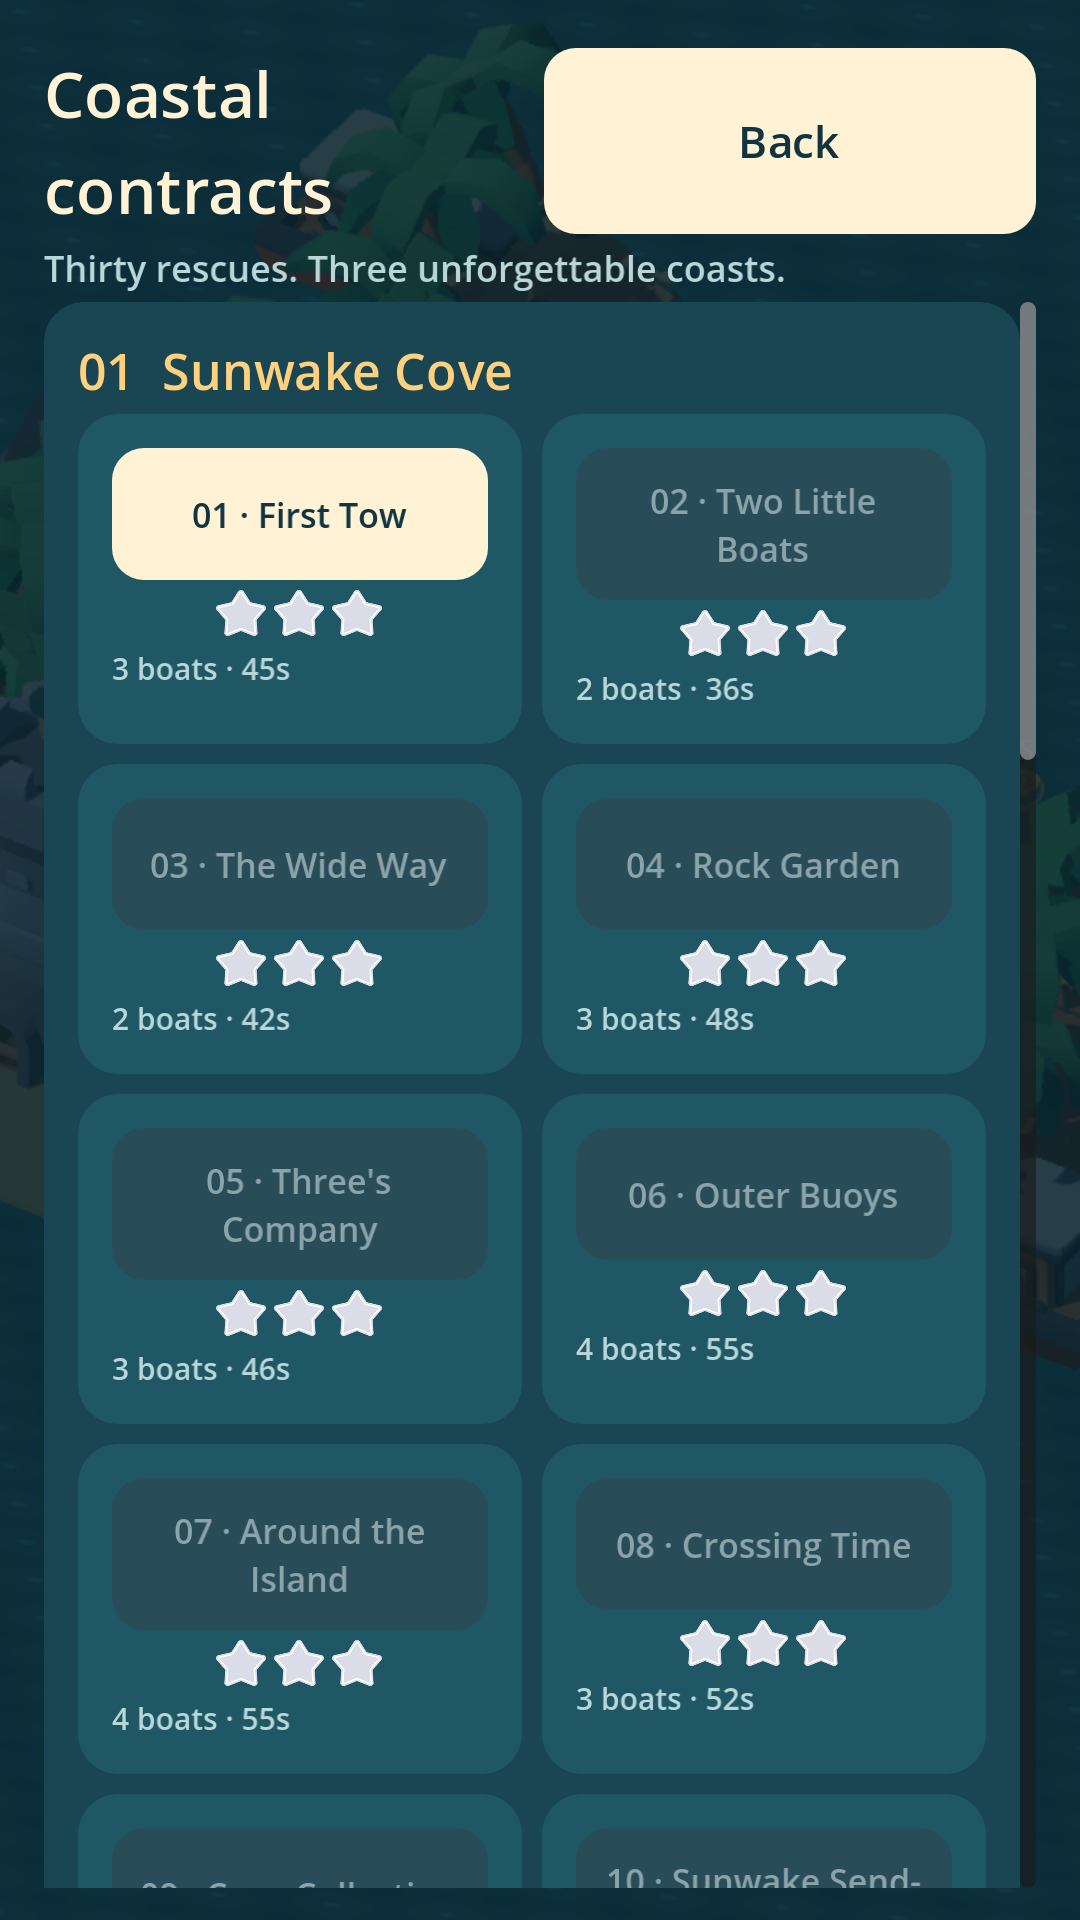 Coastal
contracts
Back
Thirty rescues. Three unforgettable coasts.
01 Sunwake Cove
01 · First Tow
3 boats · 45s
02 · Two Little
Boats
2 boats · 36s
03 · The Wide Way
2 boats · 42s
04 · Rock Garden
3 boats · 48s
05 · Three's
Company
3 boats · 46s
06 · Outer Buoys
4 boats · 55s
07 · Around the
Island
4 boats · 55s
08 · Crossing Time
3 boats · 52s
10 · Sunwake Send-